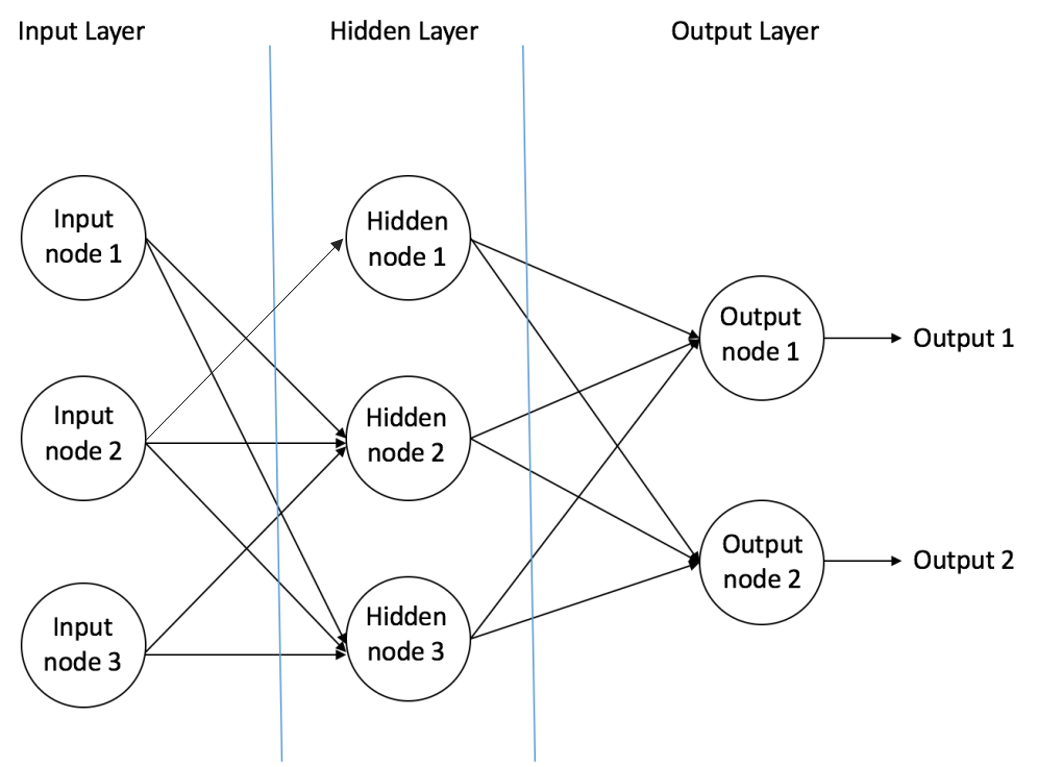 Input Layer
Hidden Layer
Output Layer
Input
node 1
Hidden
node 1
Output
node 1
Output 1
Input
node 2
Hidden
node 2
Output
node 2
Output 2
Input
node 3
Hidden
node 3